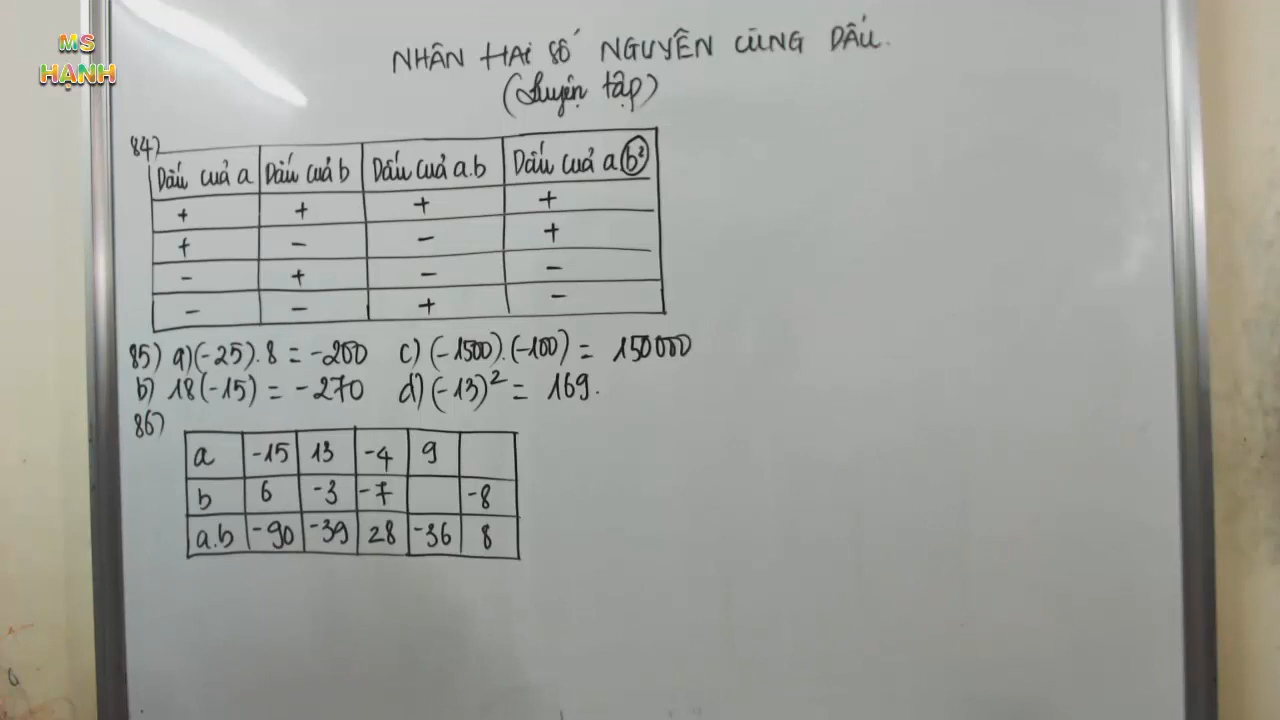 MS
HẠNH
NHÂN HAI SỐ NGUYÊN CÙNG DẤU.
(Luyện tập)
84)
Dấu của a Dấu của b Dấu của a.b Dấu của a b²
+ + + +
+ - - +
- + - -
- - + -
85) a) (-25).8 = -200 c) (-1500).(-100) = 150000
b) 18(-15) = -270 d) (-13)² = 169.
86)
a -15 13 -4 9
b 6 -3 -7 -8
a.b -90 -39 28 -36 8